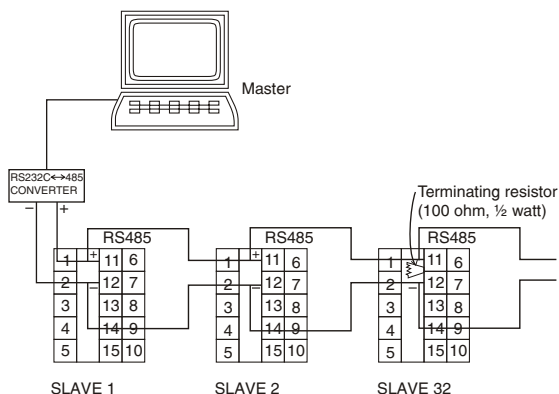 Master
RS232C↔485
CONVERTER
– +
Terminating resistor
(100 ohm, ½ watt)
RS485 RS485 RS485
1 + 11 6 1 + 11 6 1 11 6
2 – 12 7 2 – 12 7 2 – 12 7
3 13 8 3 13 8 3 13 8
4 14 9 4 14 9 4 14 9
5 15 10 5 15 10 5 15 10
SLAVE 1 SLAVE 2 SLAVE 32